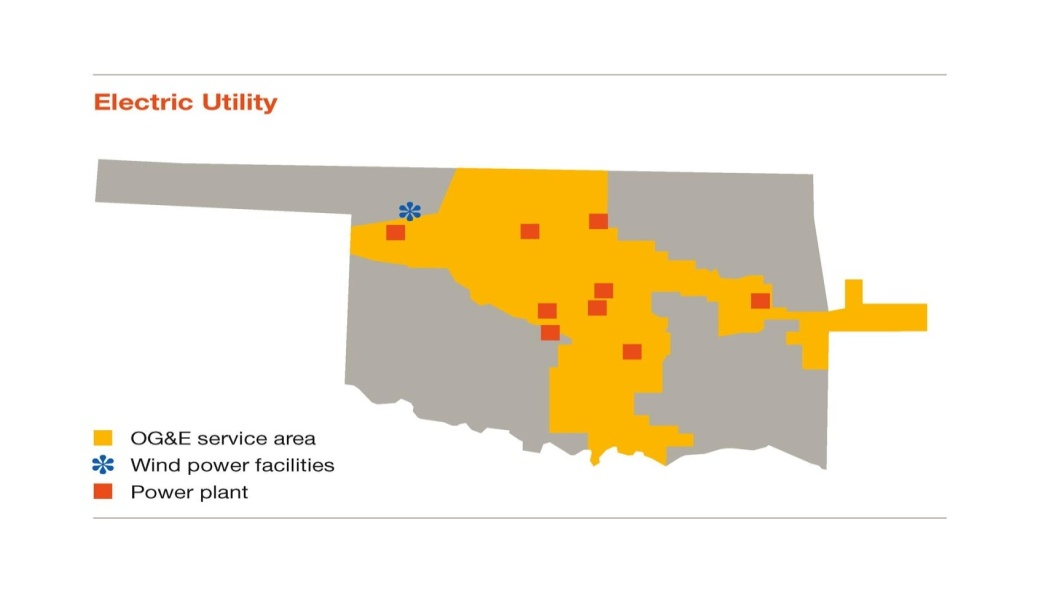 Electric Utility
OG&E service area
Wind power facilities
Power plant